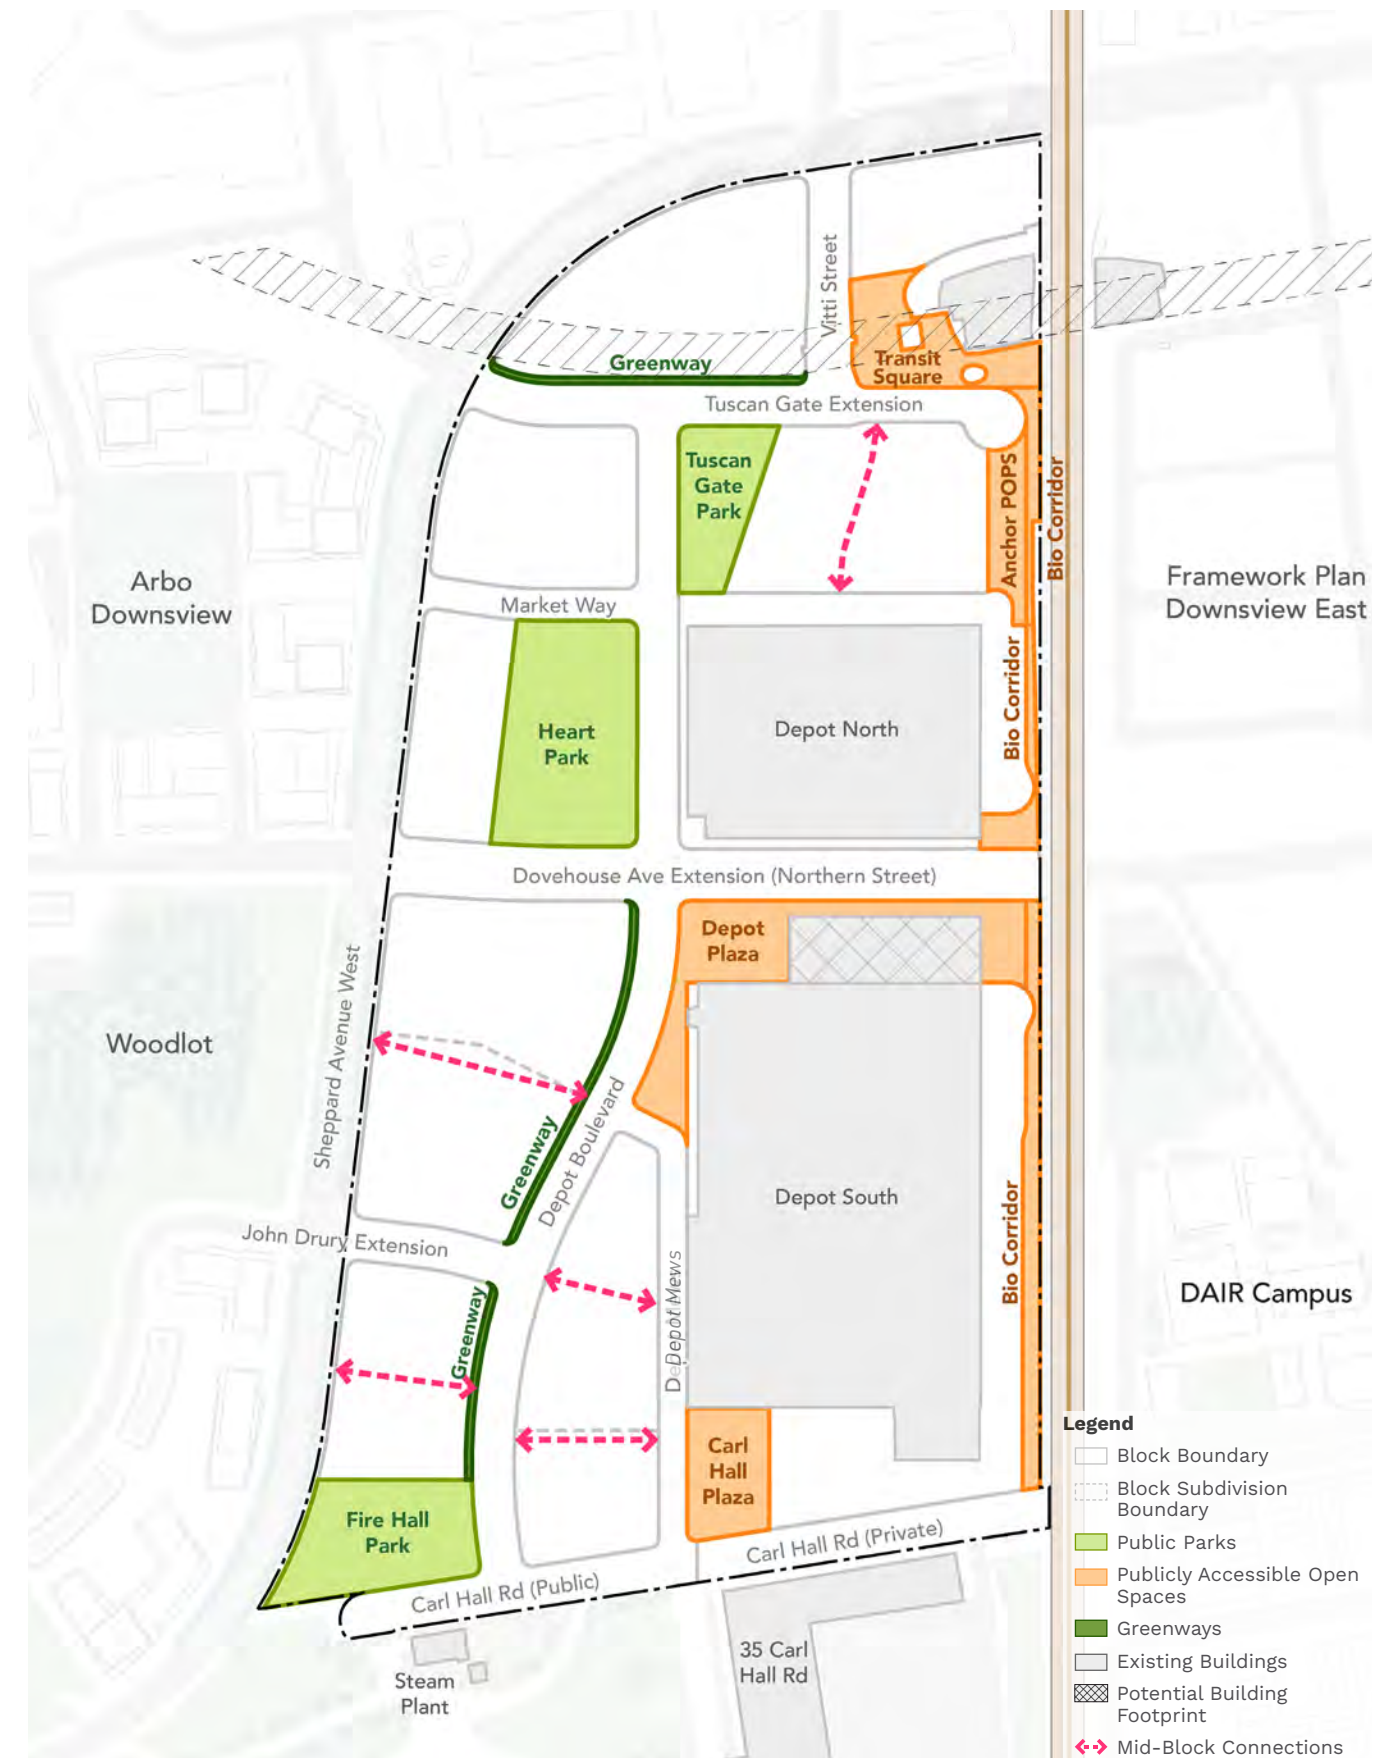 Vitti Street
Greenway
Transit
Square
Tuscan Gate Extension
Tuscan
Gate
Park
Anchor POPS
Bio Corridor
Arbo
Downsview
Framework Plan
Downsview East
Market Way
Heart
Park
Depot North
Bio Corridor
Dovehouse Ave Extension (Northern Street)
Depot
Plaza
Sheppard Avenue West
Woodlot
Greenway
Depot Boulevard
Depot South
Bio Corridor
John Drury Extension
Depot Mews
DAIR Campus
Greenway
Carl
Hall
Plaza
Fire Hall
Park
Carl Hall Rd (Private)
Carl Hall Rd (Public)
Steam
Plant
35 Carl
Hall Rd
Legend
Block Boundary
Block Subdivision
Boundary
Public Parks
Publicly Accessible Open
Spaces
Greenways
Existing Buildings
Potential Building
Footprint
Mid-Block Connections